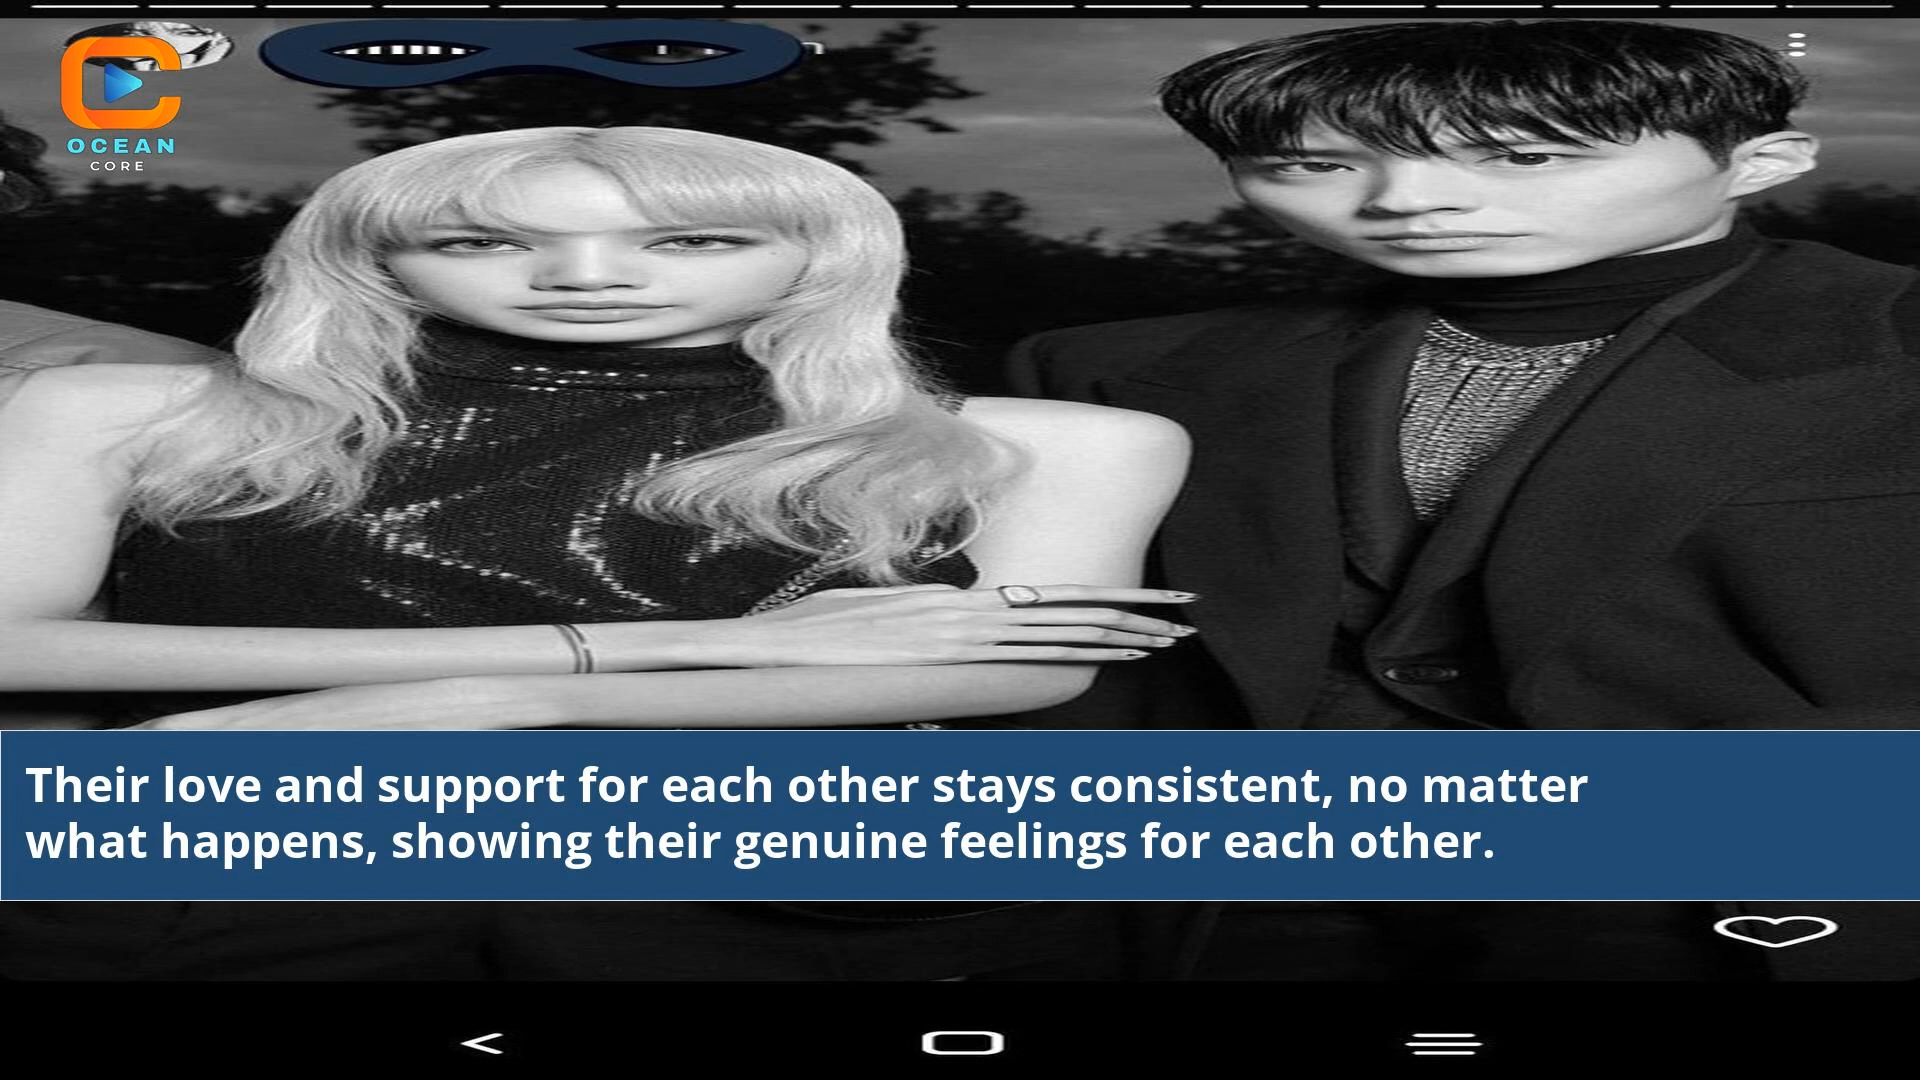 OCEAN
CORE
Their love and support for each other stays consistent, no matter
what happens, showing their genuine feelings for each other.